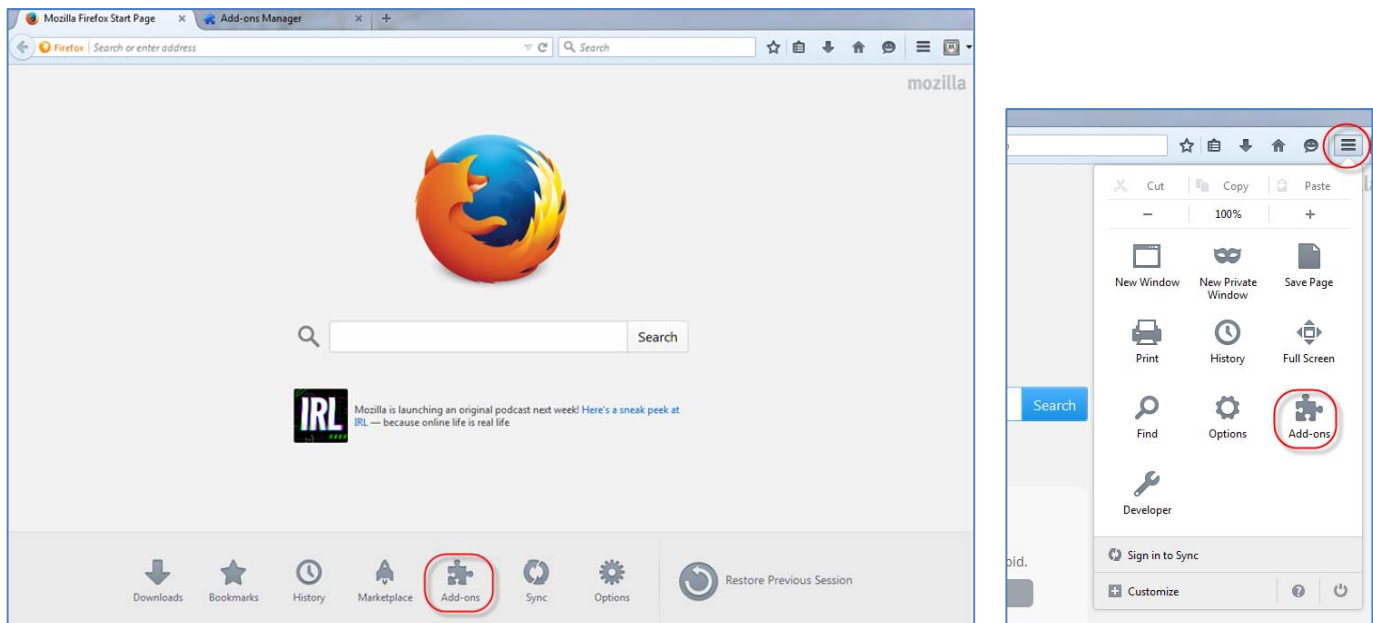 Mozilla Firefox Start Page
Add-ons Manager
Firefox Search or enter address
Search
mozilla
Search
IRL
Mozilla is launching an original podcast next week! Here's a sneak peek at
IRL — because online life is real life
Downloads
Bookmarks
History
Marketplace
Add-ons
Sync
Options
Restore Previous Session
Cut
Copy
Paste
100%
New Window
New Private
Window
Save Page
Print
History
Full Screen
Search
Find
Options
Add-ons
Developer
oid.
Sign in to Sync
Customize